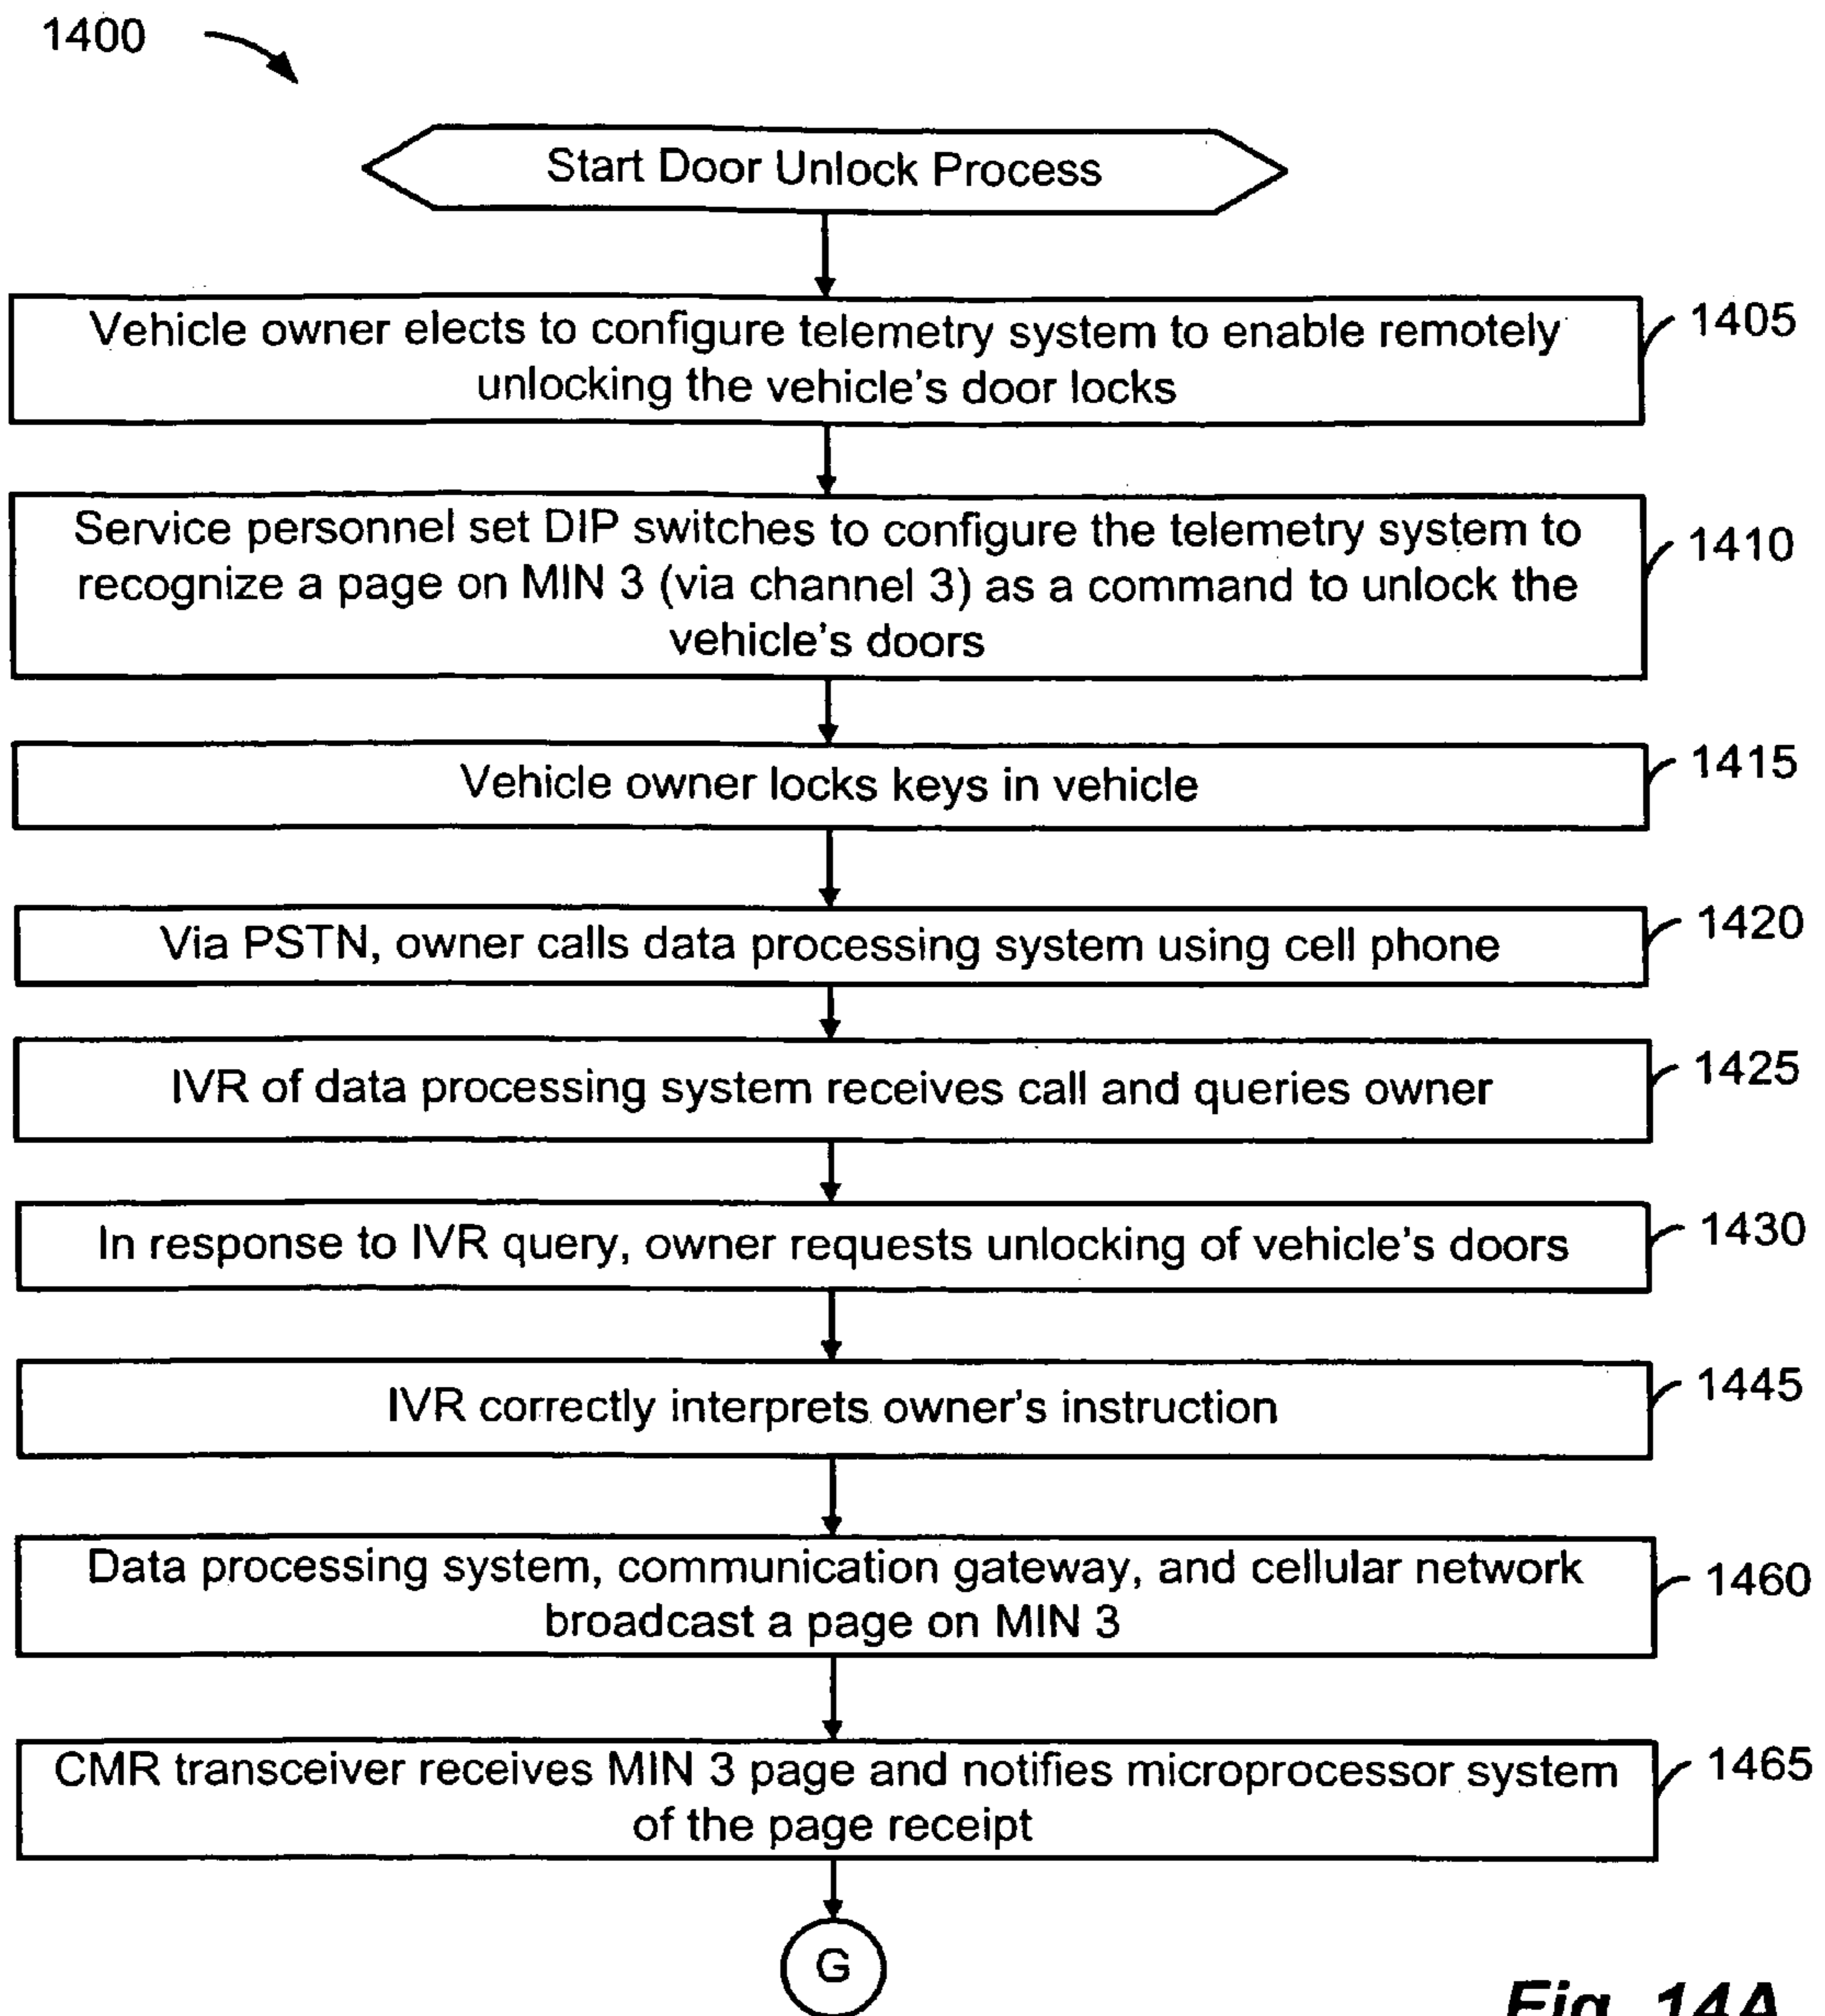 1400
Start Door Unlock Process
Vehicle owner elects to configure telemetry system to enable remotely
unlocking the vehicle's door locks
1405
Service personnel set DIP switches to configure the telemetry system to
recognize a page on MIN 3 (via channel 3) as a command to unlock the
vehicle's doors
1410
Vehicle owner locks keys in vehicle
1415
Via PSTN, owner calls data processing system using cell phone
1420
IVR of data processing system receives call and queries owner
1425
In response to IVR query, owner requests unlocking of vehicle's doors
1430
IVR correctly interprets owner's instruction
1445
Data processing system, communication gateway, and cellular network
broadcast a page on MIN 3
1460
CMR transceiver receives MIN 3 page and notifies microprocessor system
of the page receipt
1465
G
Fig. 14A